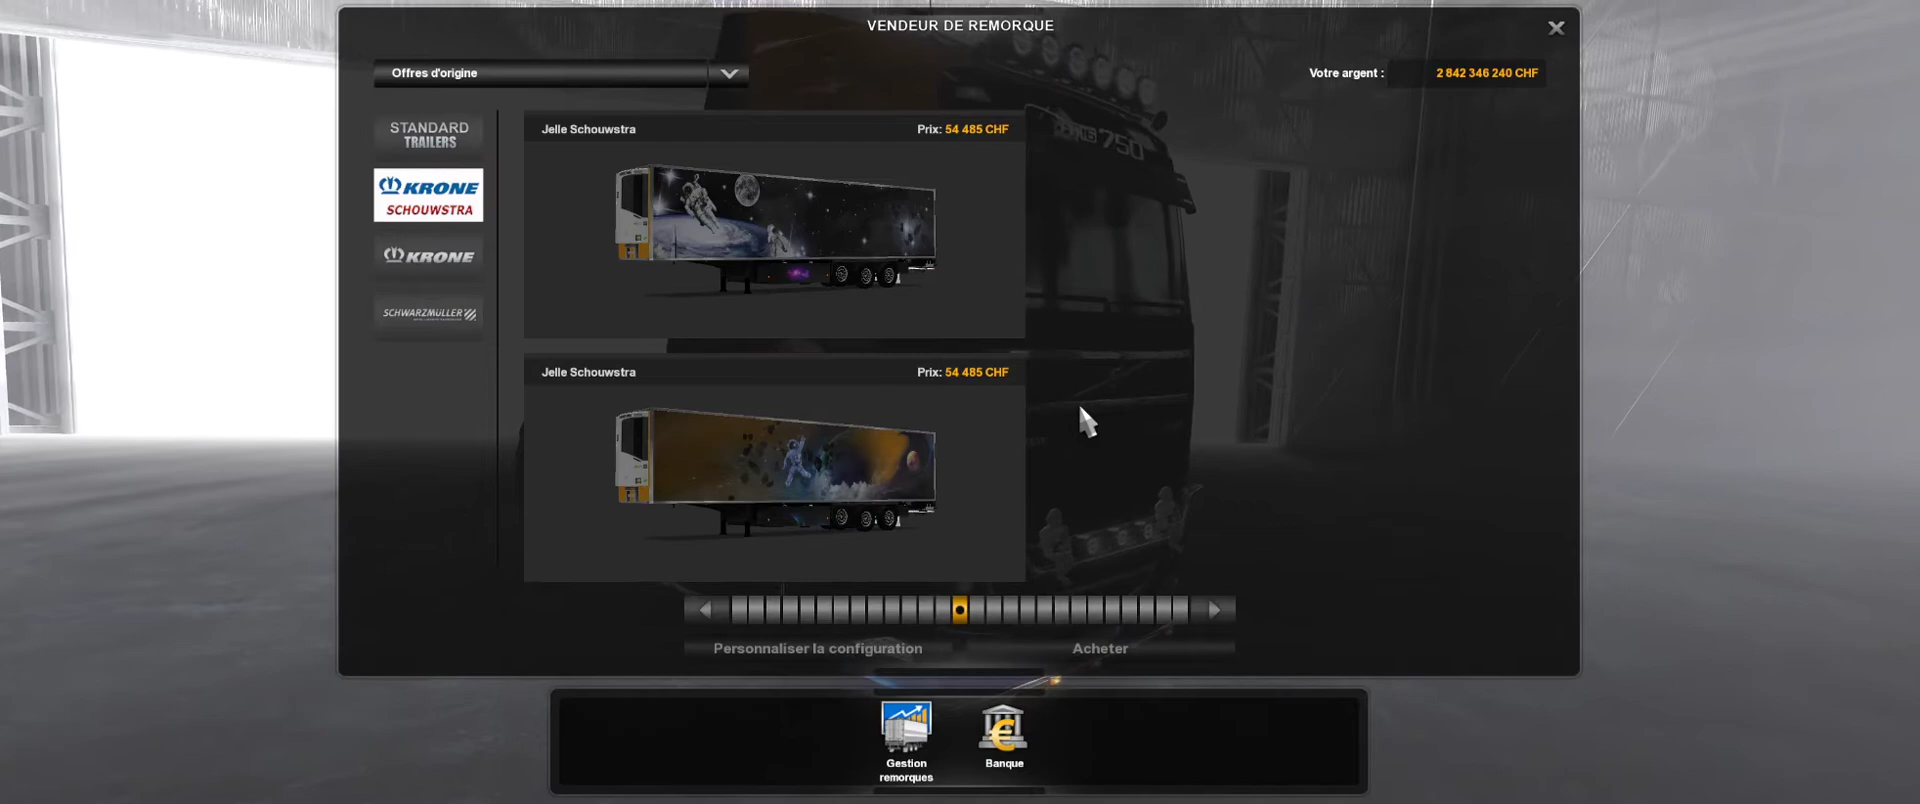 VENDEUR DE REMORQUE
Offres d'origine
Votre argent :
2 842 346 240 CHF
STANDARD
TRAILERS
KRONE
SCHOUWSTRA
KRONE
SCHWARZMÜLLER
Jelle Schouwstra
Prix: 54 485 CHF
750
Jelle Schouwstra
Prix: 54 485 CHF
Personnaliser la configuration
Acheter
Gestion
remorques
Banque